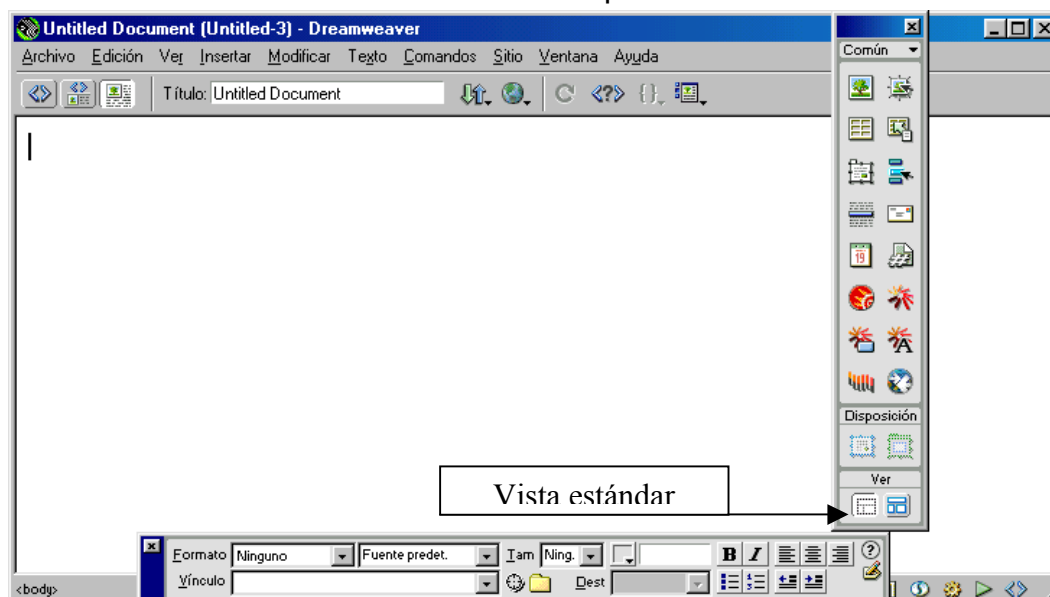 Untitled Document (Untitled-3) - Dreamweaver
Archivo Edición Ver Insertar Modificar Texto Comandos Sitio Ventana Ayuda
Título: Untitled Document
Común
19
Disposición
Ver
Vista estándar
Formato Ninguno Fuente predet. Tam Ning. B I
Vínculo Dest
<body>